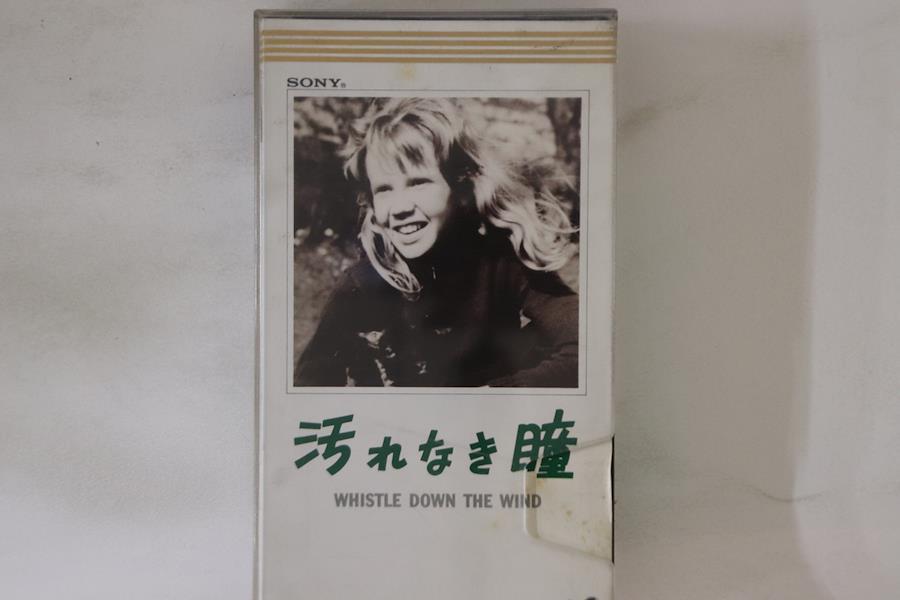 SONY®
汚れなき瞳
WHISTLE DOWN THE WIND